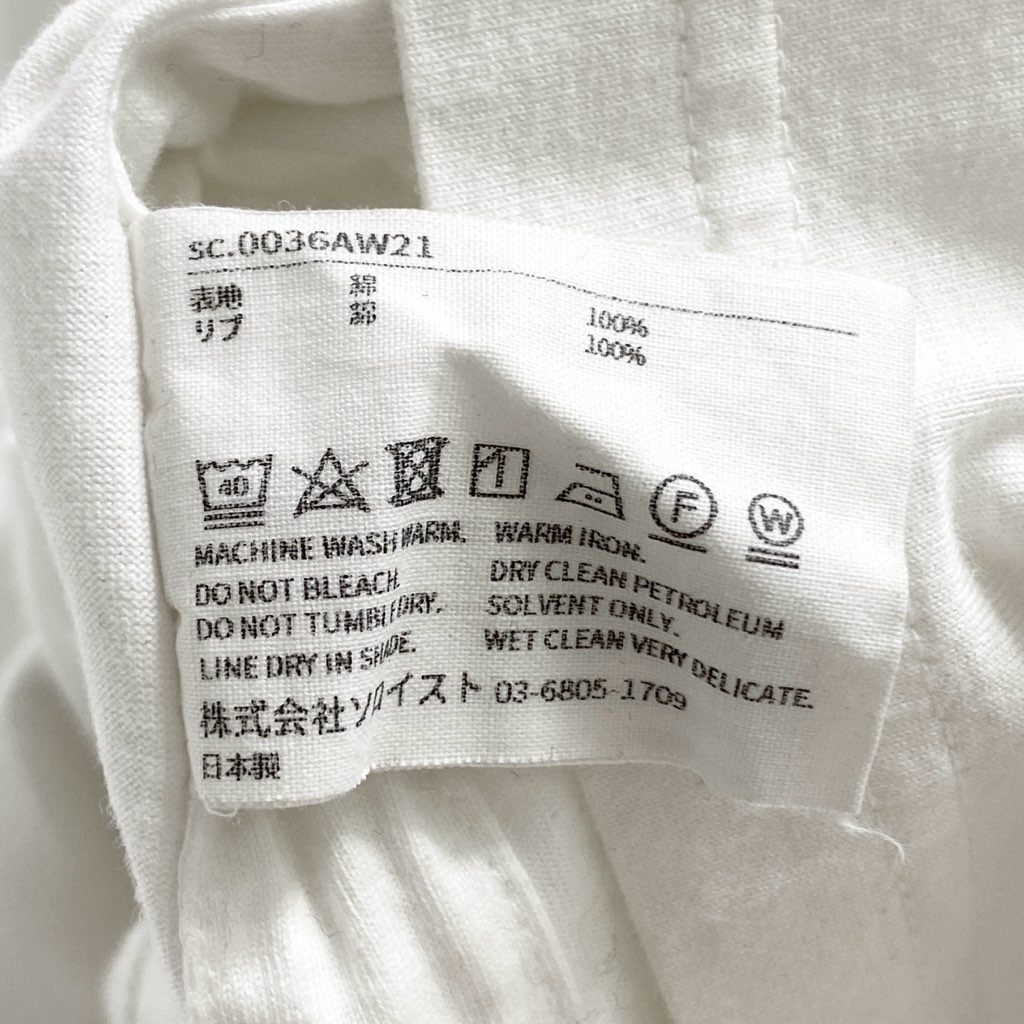 sc.0036AW21
表地 綿 100%
リブ 綿 100%
40 F W
MACHINE WASH WARM. WARM IRON.
DO NOT BLEACH. DRY CLEAN PETROLEUM
DO NOT TUMBLE DRY. SOLVENT ONLY.
LINE DRY IN SHADE. WET CLEAN VERY DELICATE.
株式会社ソロイスト 03-6805-1709
日本製